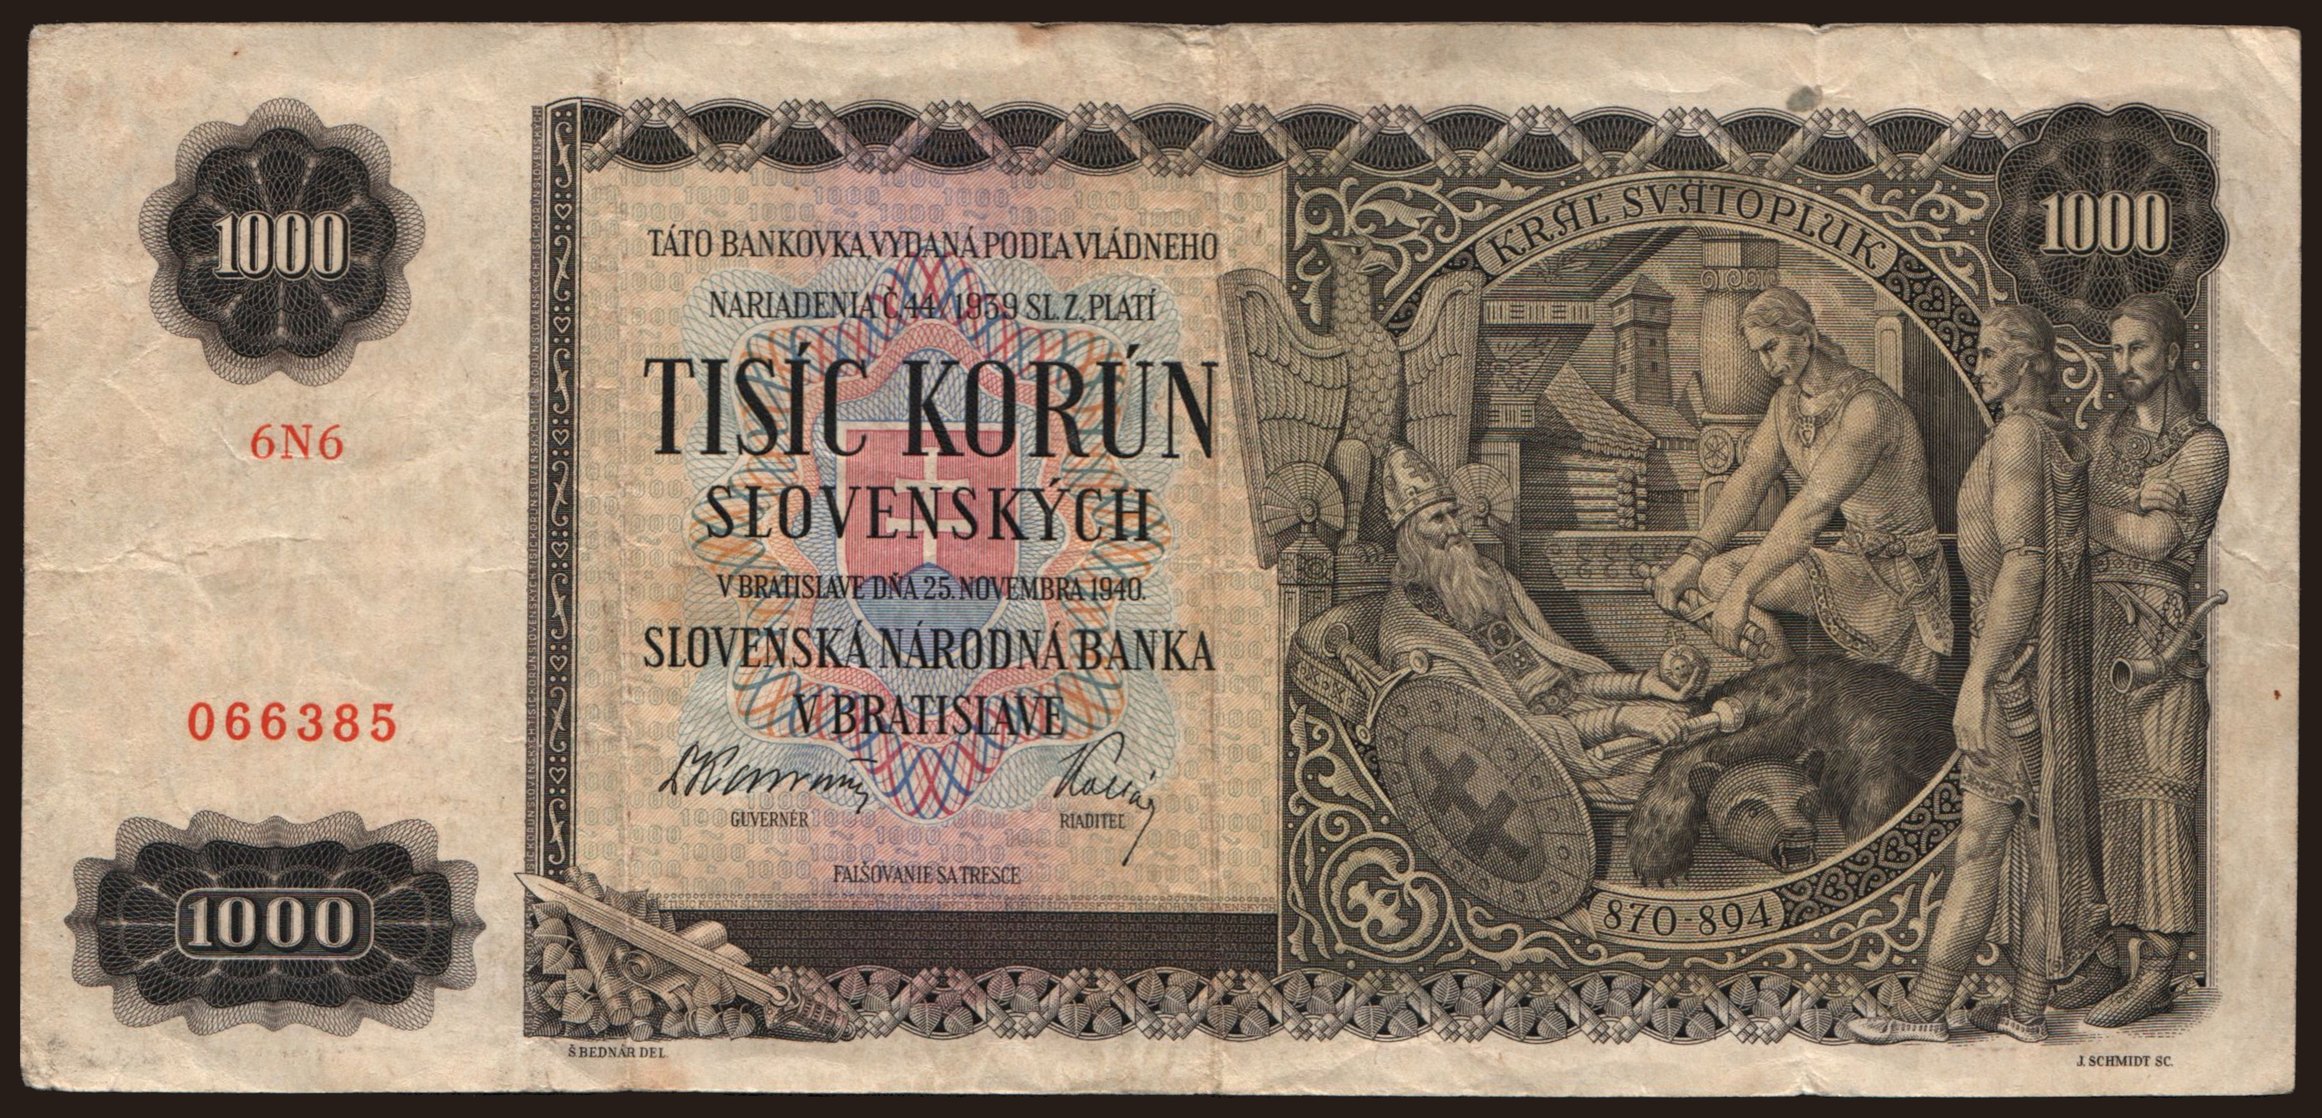 1000
6N6
066385
1000
TÁTO BANKOVKA, VYDANÁ PODĽA VLÁDNEHO
NARIADENIA Č. 44/1939 SL. Z., PLATÍ
TISÍC KORÚN
SLOVENSKÝCH
V BRATISLAVE DŇA 25. NOVEMBRA 1940.
SLOVENSKÁ NÁRODNÁ BANKA
V BRATISLAVE
GUVERNÉR
RIADITEĽ
FALŠOVANIE SA TRESCE
KRÁĽ SVÄTOPLUK
1000
870-894
Š. BEDNÁR DEL.
J. SCHMIDT SC.